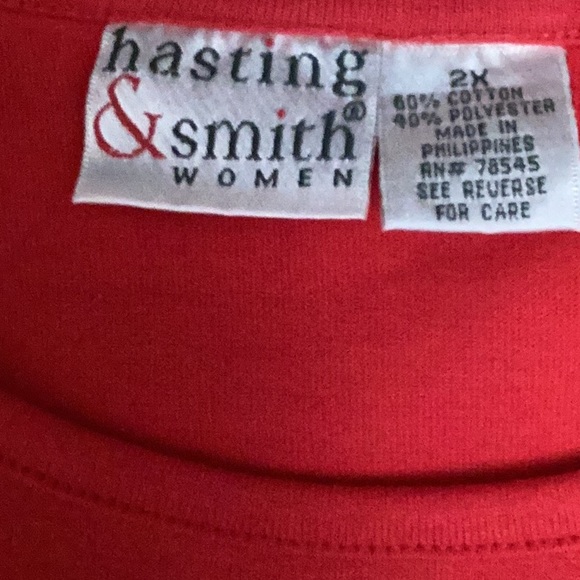 hasting
&smith®
WOMEN
2X
60% COTTON
40% POLYESTER
MADE IN
PHILIPPINES
RN# 78545
SEE REVERSE
FOR CARE